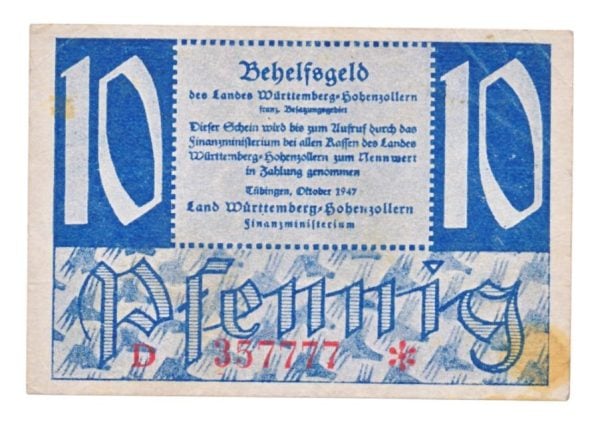 10
Behelfsgeld
10
des Landes Württemberg-Hohenzollern
franz. Besatzungsgebiet
Dieser Schein wird bis zum Aufruf durch das
Finanzministerium bei allen Kassen des Landes
Württemberg-Hohenzollern zum Nennwert
in Zahlung genommen
Tübingen, Oktober 1947
Land Württemberg-Hohenzollern
Finanzministerium
Pfennig
D 357777 *